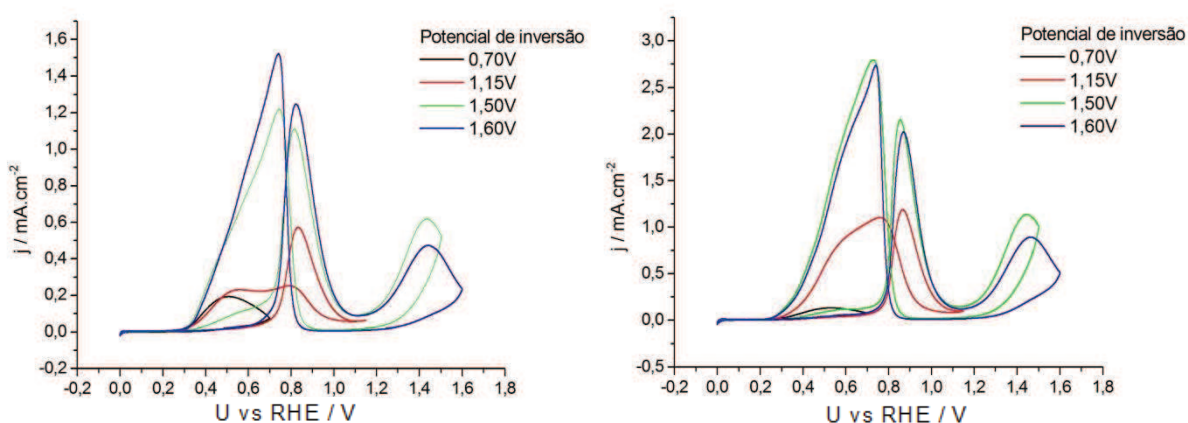 1,6
1,4
1,2
1,0
0,8
0,6
0,4
0,2
0,0
-0,2
j / mA.cm-2
-0,2 0,0 0,2 0,4 0,6 0,8 1,0 1,2 1,4 1,6 1,8
U vs RHE / V
Potencial de inversão
0,70V
1,15V
1,50V
1,60V
3,0
2,5
2,0
1,5
1,0
0,5
0,0
-0,5
j / mA.cm-2
-0,2 0,0 0,2 0,4 0,6 0,8 1,0 1,2 1,4 1,6 1,8
U vs RHE / V
Potencial de inversão
0,70V
1,15V
1,50V
1,60V